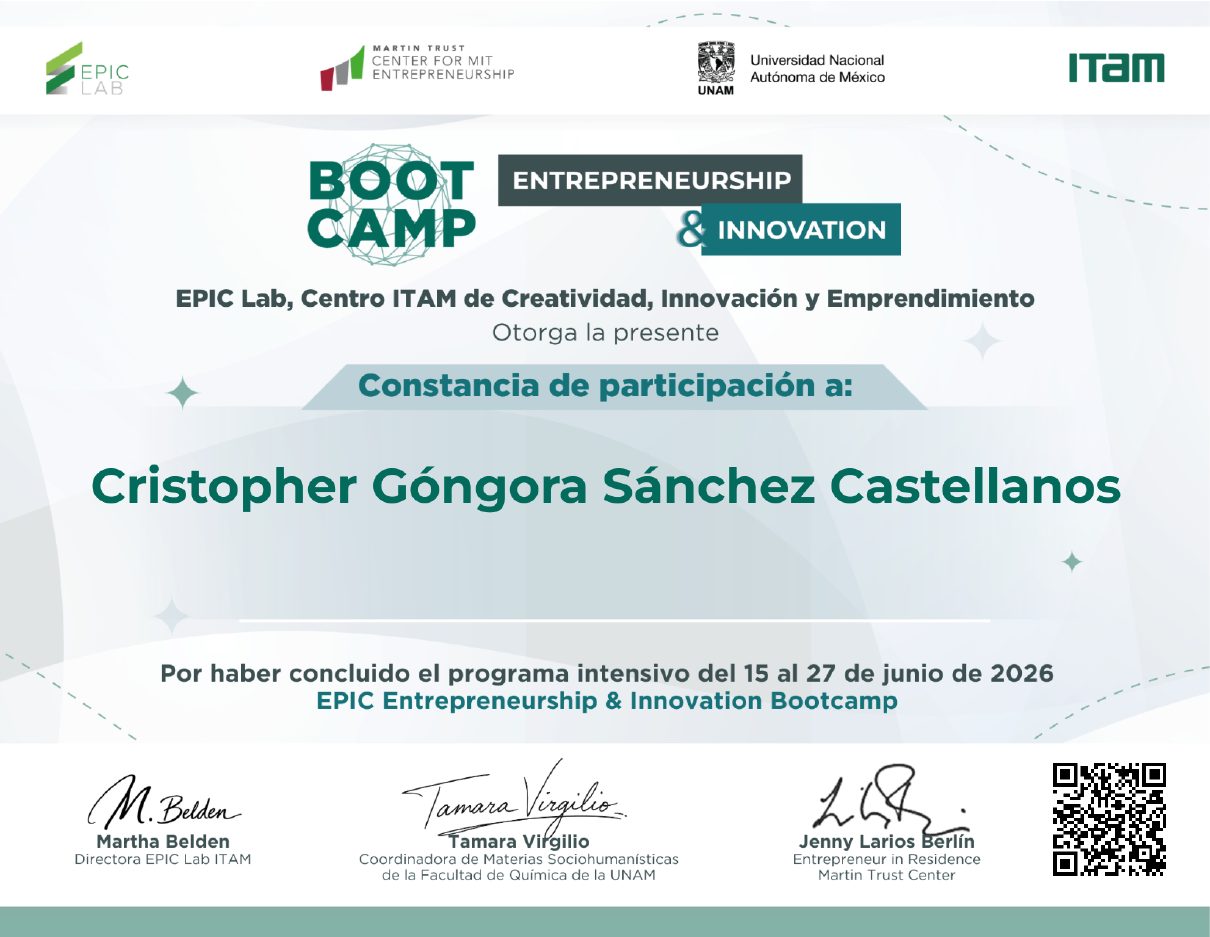 EPIC
LAB
MARTIN TRUST
CENTER FOR MIT
ENTREPRENEURSHIP
UNAM
Universidad Nacional
Autónoma de México
ITAM
BOOT
CAMP
ENTREPRENEURSHIP
& INNOVATION
EPIC Lab, Centro ITAM de Creatividad, Innovación y Emprendimiento
Otorga la presente
Constancia de participación a:
Cristopher Góngora Sánchez Castellanos
Por haber concluido el programa intensivo del 15 al 27 de junio de 2026
EPIC Entrepreneurship & Innovation Bootcamp
M. Belden
Martha Belden
Directora EPIC Lab ITAM
Tamara Virgilio
Tamara Virgilio
Coordinadora de Materias Sociohumanísticas
de la Facultad de Química de la UNAM
Jenny Larios Berlín
Entrepreneur in Residence
Martin Trust Center